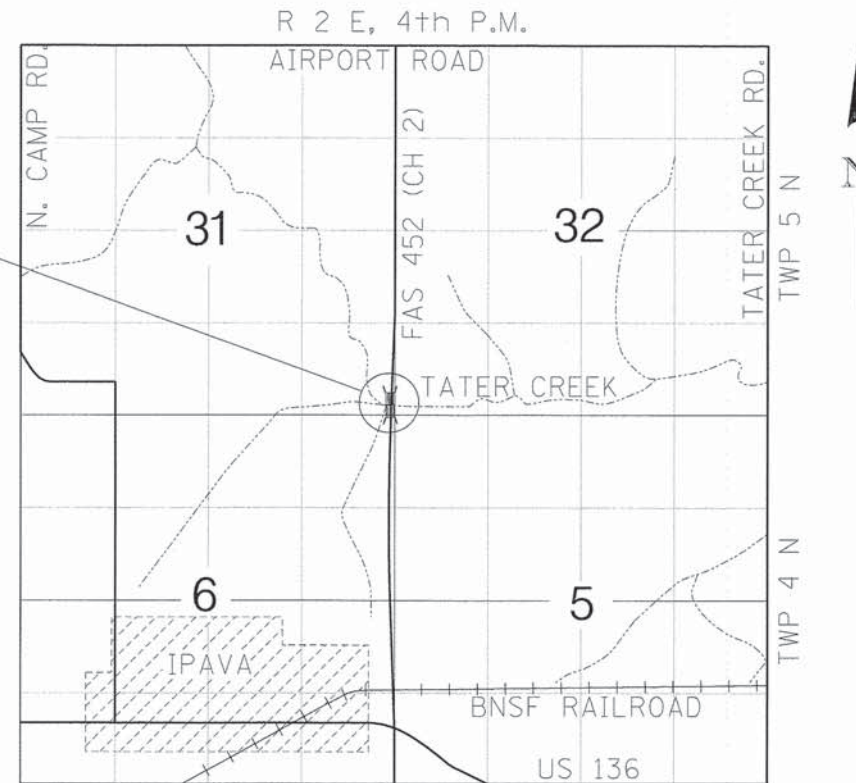 R 2 E, 4th P.M.
AIRPORT ROAD
N. CAMP RD.
FAS 452 (CH 2)
TATER CREEK RD.
TWP 5 N
N
31
32
TATER CREEK
6
5
TWP 4 N
IPAVA
BNSF RAILROAD
US 136